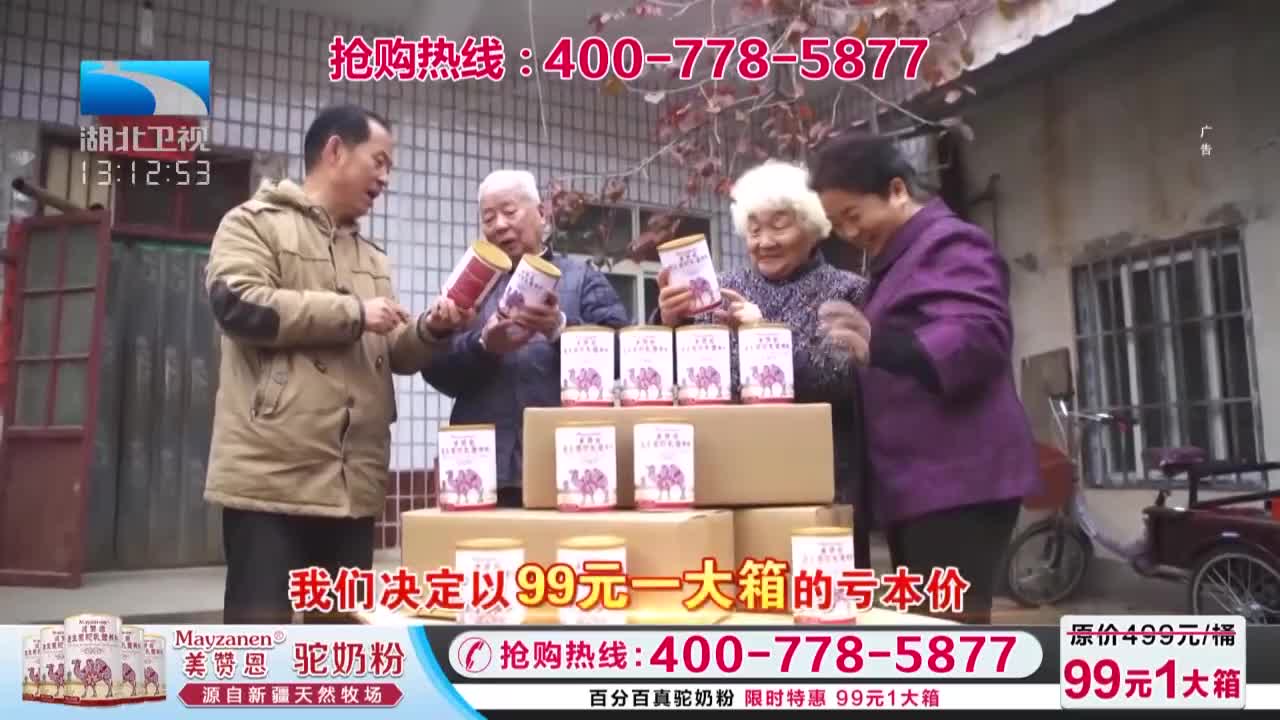 抢购热线：400-778-5877
湖北卫视
13:12:53
广告
我们决定以99元一大箱的亏本价
Mayzanen®
美赞恩 驼奶粉
源自新疆天然牧场
抢购热线:400-778-5877
百分百真驼奶粉 限时特惠 99元1大箱
原价499元/桶
99元1大箱